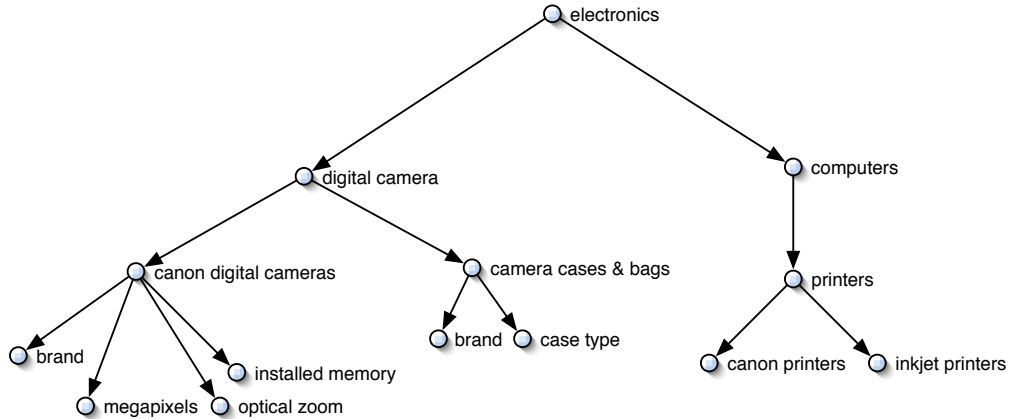 electronics
digital camera
computers
canon digital cameras
camera cases & bags
printers
brand
megapixels
optical zoom
installed memory
brand
case type
canon printers
inkjet printers